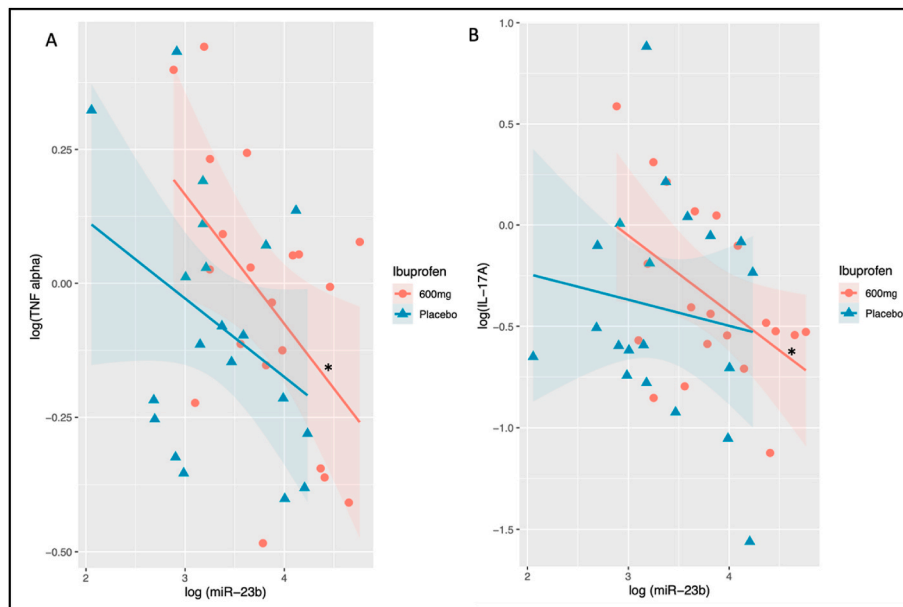 A
log(TNF alpha)
0.25
0.00
−0.25
−0.50
2
3
4
log (miR-23b)
Ibuprofen
600mg
Placebo
*
B
log(IL-17A)
1.0
0.5
0.0
−0.5
−1.0
−1.5
2
3
4
log (miR-23b)
Ibuprofen
600mg
Placebo
*